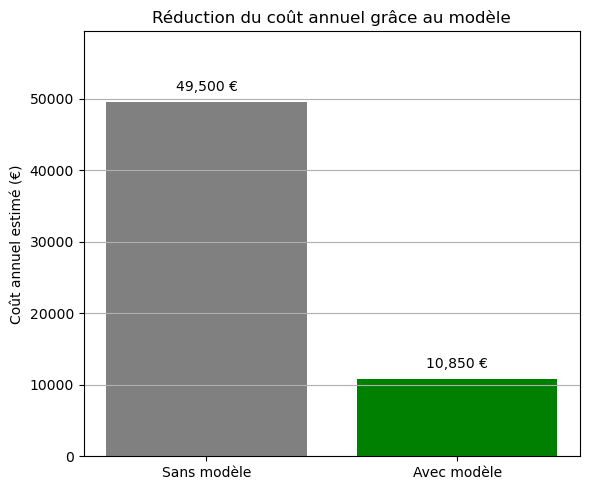 Réduction du coût annuel grâce au modèle
Coût annuel estimé (€)
50000
40000
30000
20000
10000
0
49,500 €
10,850 €
Sans modèle
Avec modèle